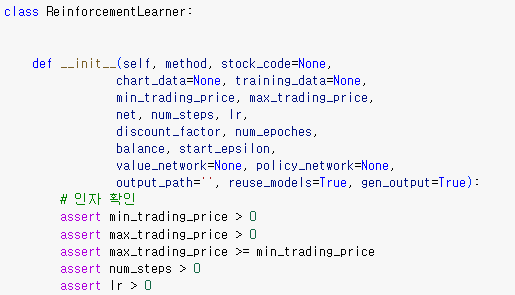 class ReinforcementLearner:
def __init__(self, method, stock_code=None,
chart_data=None, training_data=None,
min_trading_price, max_trading_price,
net, num_steps, lr,
discount_factor, num_epoches,
balance, start_epsilon,
value_network=None, policy_network=None,
output_path='', reuse_models=True, gen_output=True):
# 인자 확인
assert min_trading_price > 0
assert max_trading_price > 0
assert max_trading_price >= min_trading_price
assert num_steps > 0
assert lr > 0